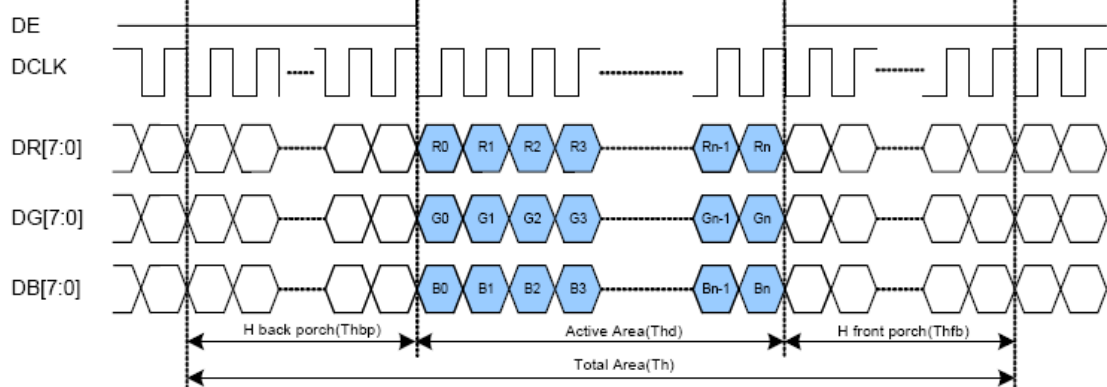 DE
DCLK
DR[7:0] R0 R1 R2 R3 Rn-1 Rn
DG[7:0] G0 G1 G2 G3 Gn-1 Gn
DB[7:0] B0 B1 B2 B3 Bn-1 Bn
H back porch(Thbp) Active Area(Thd) H front porch(Thfb)
Total Area(Th)